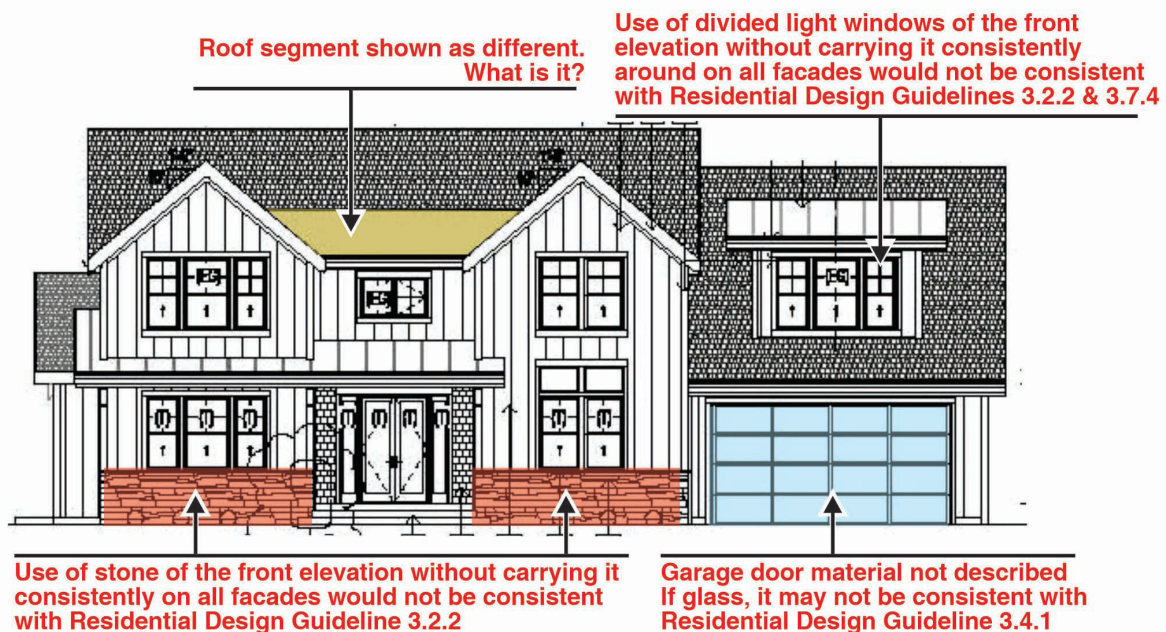 Roof segment shown as different.
What is it?
Use of divided light windows of the front
elevation without carrying it consistently
around on all facades would not be consistent
with Residential Design Guidelines 3.2.2 & 3.7.4
Use of stone of the front elevation without carrying it
consistently on all facades would not be consistent
with Residential Design Guideline 3.2.2
Garage door material not described
If glass, it may not be consistent with
Residential Design Guideline 3.4.1